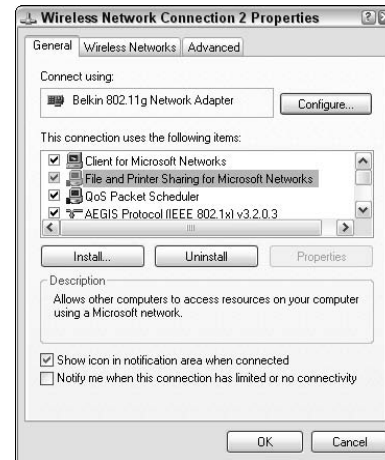 Wireless Network Connection 2 Properties
General Wireless Networks Advanced
Connect using:
Belkin 802.11g Network Adapter Configure...
This connection uses the following items:
Client for Microsoft Networks
File and Printer Sharing for Microsoft Networks
QoS Packet Scheduler
AEGIS Protocol (IEEE 802.1x) v3.2.0.3
Install... Uninstall Properties
Description
Allows other computers to access resources on your computer
using a Microsoft network.
Show icon in notification area when connected
Notify me when this connection has limited or no connectivity
OK Cancel